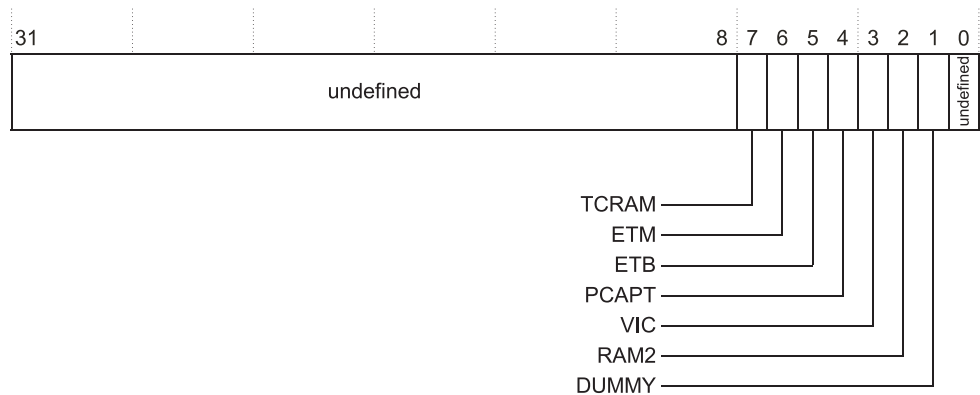 31 8 7 6 5 4 3 2 1 0
undefined undefined
TCRAM
ETM
ETB
PCAPT
VIC
RAM2
DUMMY